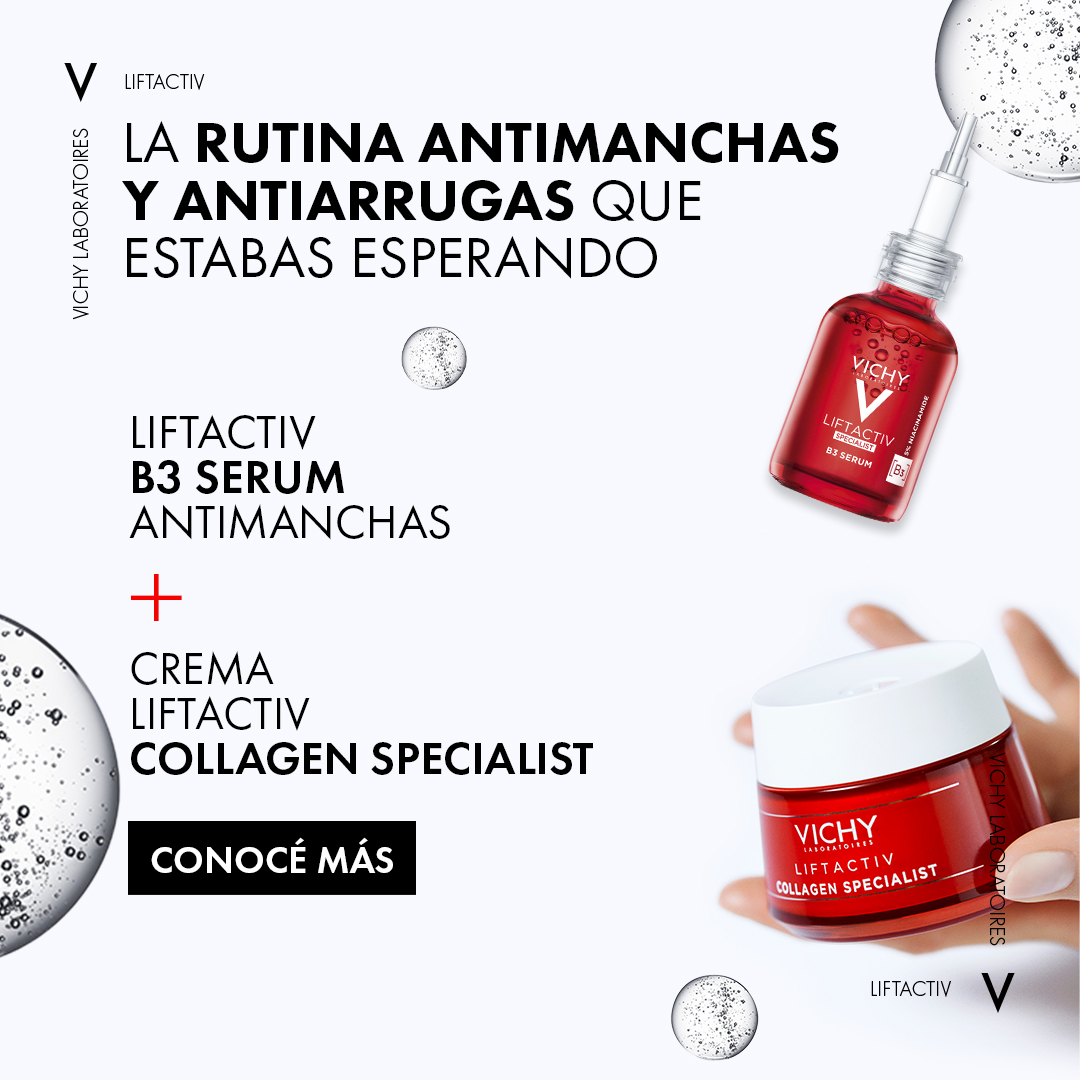 V
LIFTACTIV
VICHY LABORATOIRES
LA RUTINA ANTIMANCHAS
Y ANTIARRUGAS QUE
ESTABAS ESPERANDO
VICHY
LABORATOIRES
V
LIFTACTIV
SPECIALIST
B3 SERUM
5% NIACINAMIDE
[B3]
LIFTACTIV
B3 SERUM
ANTIMANCHAS
+
CREMA
LIFTACTIV
COLLAGEN SPECIALIST
CONOCÉ MÁS
VICHY
LABORATOIRES
LIFTACTIV
COLLAGEN SPECIALIST
VICHY LABORATOIRES
LIFTACTIV
V